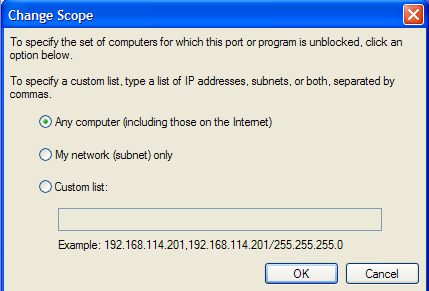 Change Scope
To specify the set of computers for which this port or program is unblocked, click an
option below.
To specify a custom list, type a list of IP addresses, subnets, or both, separated by
commas.
Any computer (including those on the Internet)
My network (subnet) only
Custom list:
Example: 192.168.114.201,192.168.114.201/255.255.255.0
OK Cancel